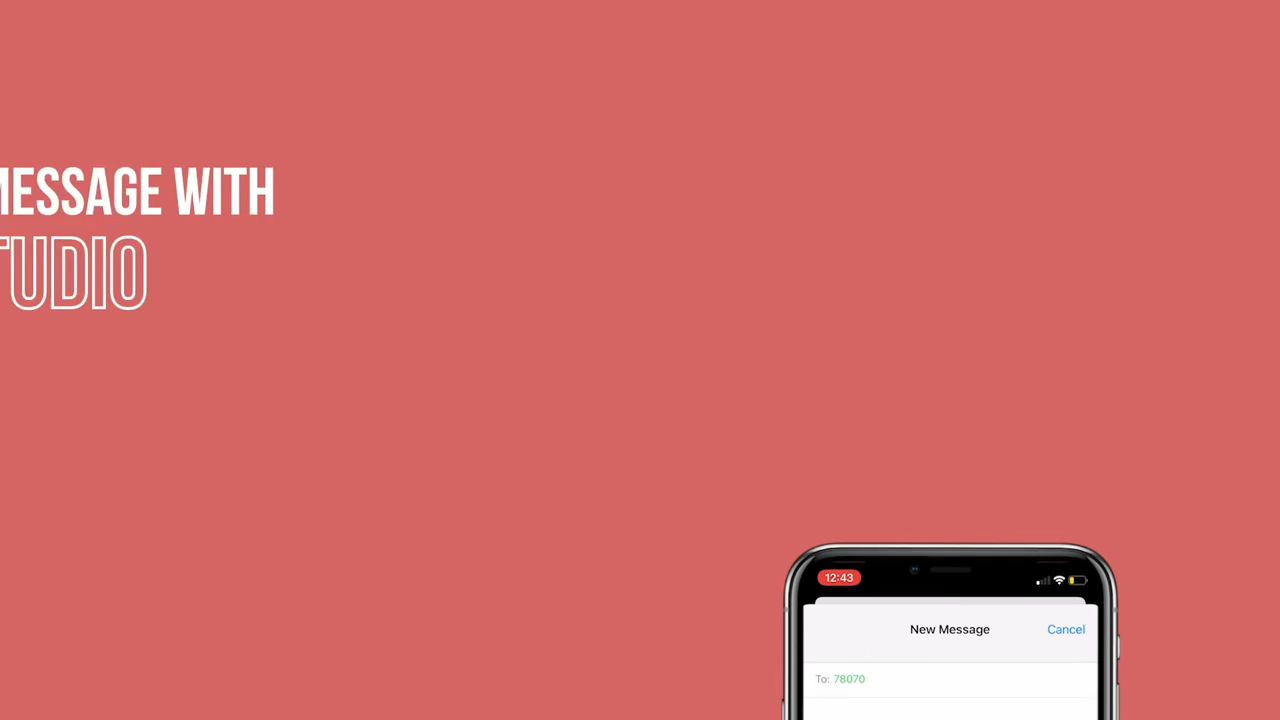 MESSAGE WITH
TUDIO
12:43
New Message
Cancel
To: 78070